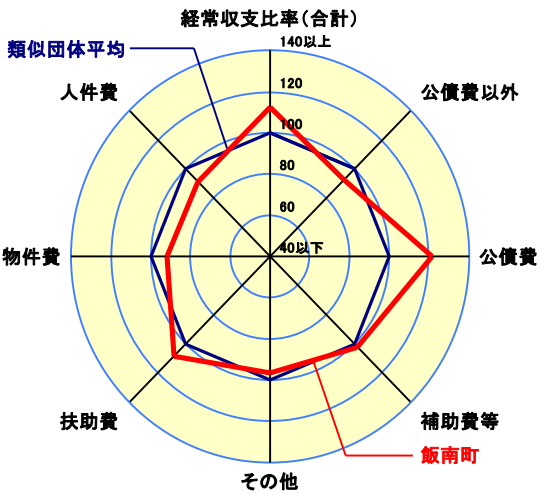 経常収支比率(合計)
類似団体平均
140以上
人件費
120
公債費以外
100
80
60
物件費
40以下
公債費
扶助費
補助費等
飯南町
その他